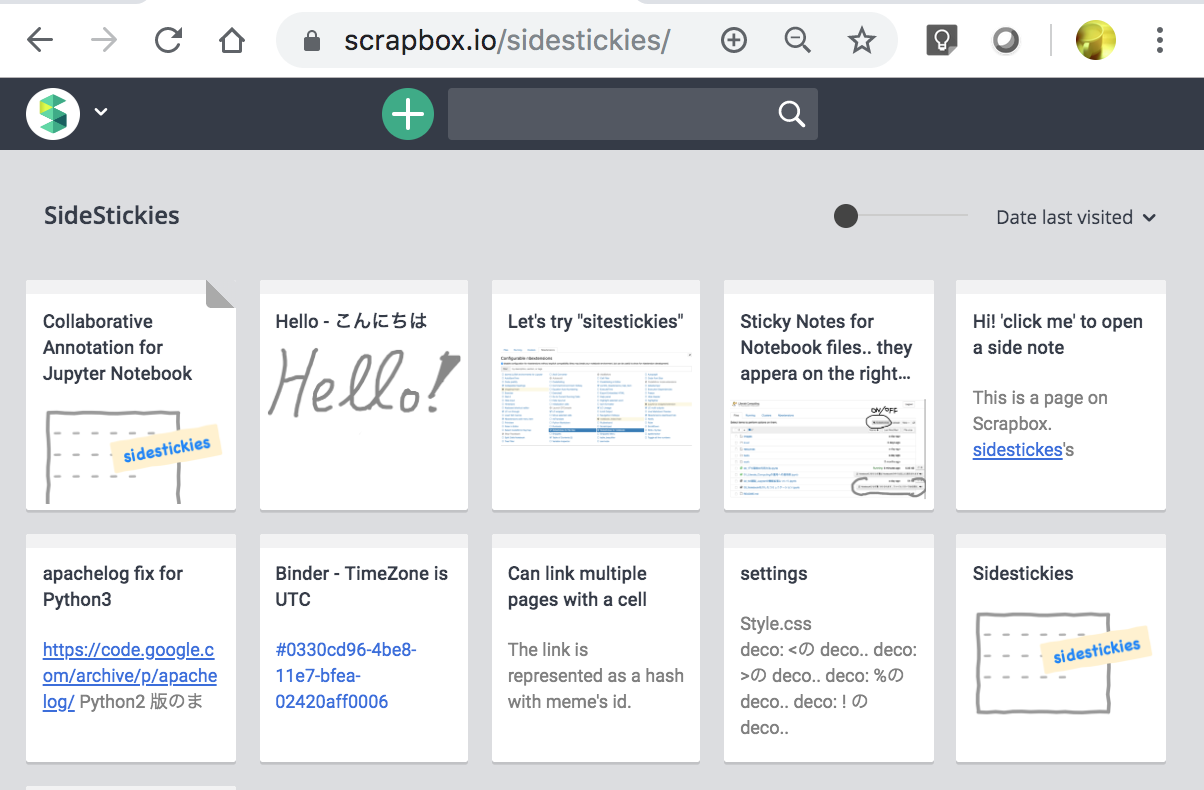 scrapbox.io/sidestickies/
SideStickies
Date last visited
Collaborative
Annotation for
Jupyter Notebook
sidestickies
Hello - こんにちは
Hello!
Let's try "sitestickies"
Sticky Notes for
Notebook files.. they
appera on the right...
ON/OFF
Hi! 'click me' to open
a side note
This is a page on
Scrapbox.
sidestickes's
apachelog fix for
Python3
https://code.google.c
om/archive/p/apache
log/ Python2 版のま
Binder - TimeZone is
UTC
#0330cd96-4be8-
11e7-bfea-
02420aff0006
Can link multiple
pages with a cell
The link is
represented as a hash
with meme's id.
settings
Style.css
deco: <の deco.. deco:
>の deco.. deco: %の
deco.. deco: ! の
deco..
Sidestickies
sidestickies